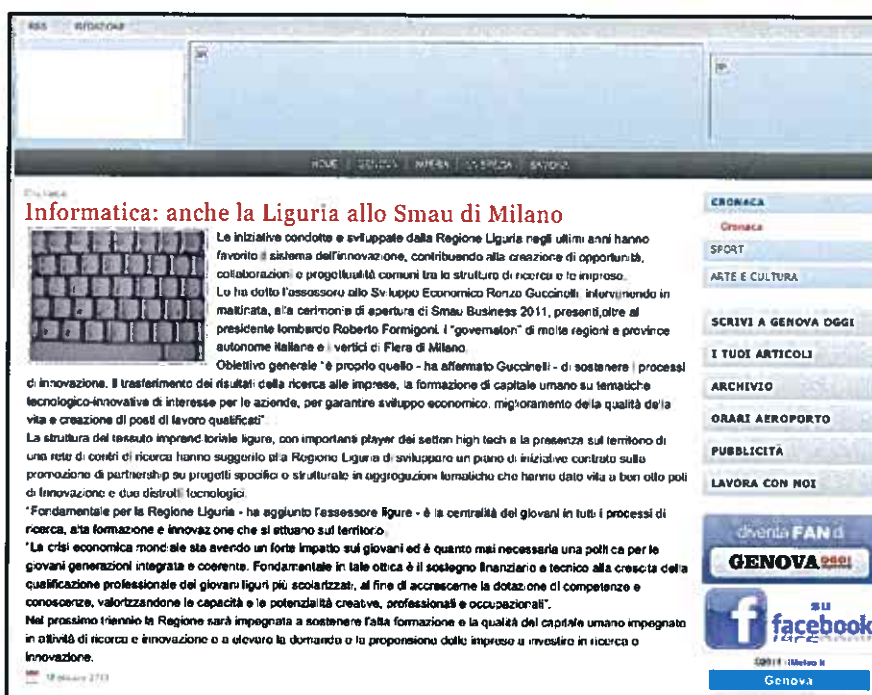 RSS REDAZIONE
HOME | GENOVA | IMPERIA | LA SPEZIA | SAVONA
Cronaca
Informatica: anche la Liguria allo Smau di Milano
Le iniziative condotte e sviluppate dalla Regione Liguria negli ultimi anni hanno
favorito il sistema dell'innovazione, contribuendo alla creazione di opportunità,
collaborazioni e progettualità comuni tra le strutture di ricerca e le imprese.
Lo ha detto l'assessore allo Sviluppo Economico Renzo Guccinelli, intervenendo in
mattinata, alla cerimonia di apertura di Smau Business 2011, presenti,oltre al
presidente lombardo Roberto Formigoni, i "governatori" di molte regioni e province
autonome italiane e i vertici di Fiera di Milano.
Obiettivo generale "è proprio quello - ha affermato Guccinelli - di sostenere i processi
di innovazione, il trasferimento dei risultati della ricerca alle imprese, la formazione di capitale umano su tematiche
tecnologico-innovative di interesse per le aziende, per garantire sviluppo economico, miglioramento della qualità della
vita e creazione di posti di lavoro qualificati".
La struttura del tessuto imprenditoriale ligure, con importanti player dei settori high tech e la presenza sul territorio di
una rete di centri di ricerca hanno suggerito alla Regione Liguria di sviluppare un piano di iniziative centrato sulla
promozione di partnership su progetti specifici o strutturate in aggregazioni tematiche che hanno dato vita a ben otto poli
di Innovazione e due distretti tecnologici.
"Fondamentale per la Regione Liguria - ha aggiunto l'assessore ligure - è la centralità dei giovani in tutti i processi di
ricerca, alta formazione e innovazione che si attuano sul territorio.
"La crisi economica mondiale sta avendo un forte impatto sui giovani ed è quanto mai necessaria una politica per le
giovani generazioni integrata e coerente. Fondamentale in tale ottica è il sostegno finanziario e tecnico alla crescita della
qualificazione professionale dei giovani liguri più scolarizzati, al fine di accrescerne la dotazione di competenze e
conoscenze, valorizzandone le capacità e le potenzialità creative, professionali e occupazionali".
Nel prossimo triennio la Regione sarà impegnata a sostenere l'alta formazione e la qualità del capitale umano impegnato
in attività di ricerca e innovazione e a elevare la domanda e la propensione delle imprese a investire in ricerca e
innovazione.
CRONACA
Cronaca
SPORT
ARTE E CULTURA
SCRIVI A GENOVA OGGI
I TUOI ARTICOLI
ARCHIVIO
ORARI AEROPORTO
PUBBLICITÀ
LAVORA CON NOI
diventa FAN di
GENOVA OGGI
su
facebook
©2011 iMeteo.it
Genova